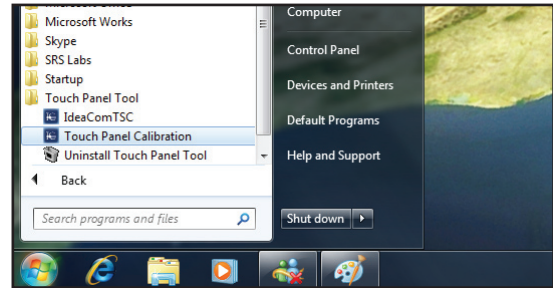 Microsoft Works
Skype
SRS Labs
Startup
Touch Panel Tool
IdeaComTSC
Touch Panel Calibration
Uninstall Touch Panel Tool
Back
Search programs and files
Computer
Control Panel
Devices and Printers
Default Programs
Help and Support
Shut down